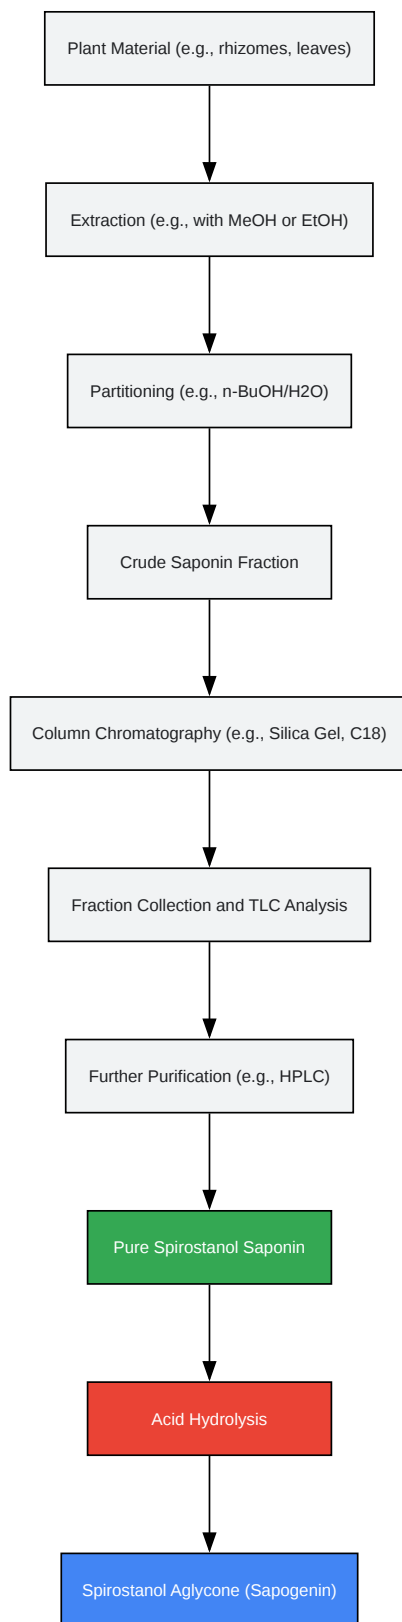 Plant Material (e.g., rhizomes, leaves)
Extraction (e.g., with MeOH or EtOH)
Partitioning (e.g., n-BuOH/H2O)
Crude Saponin Fraction
Column Chromatography (e.g., Silica Gel, C18)
Fraction Collection and TLC Analysis
Further Purification (e.g., HPLC)
Pure Spirostanol Saponin
Acid Hydrolysis
Spirostanol Aglycone (Sapogenin)